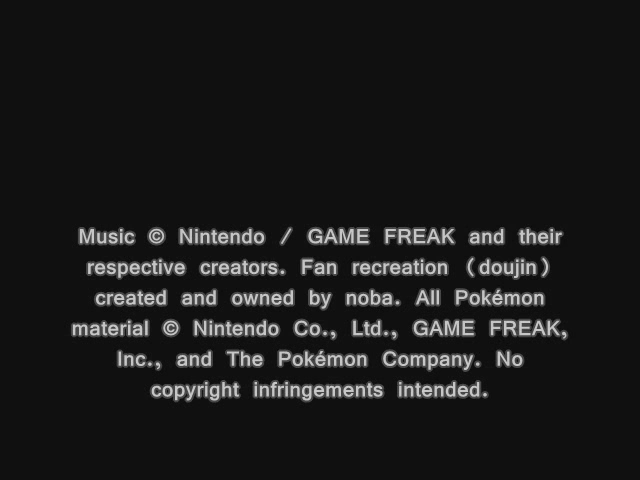 Music © Nintendo / GAME FREAK and their
respective creators. Fan recreation (doujin)
created and owned by noba. All Pokémon
material © Nintendo Co., Ltd., GAME FREAK,
Inc., and The Pokémon Company. No
copyright infringements intended.